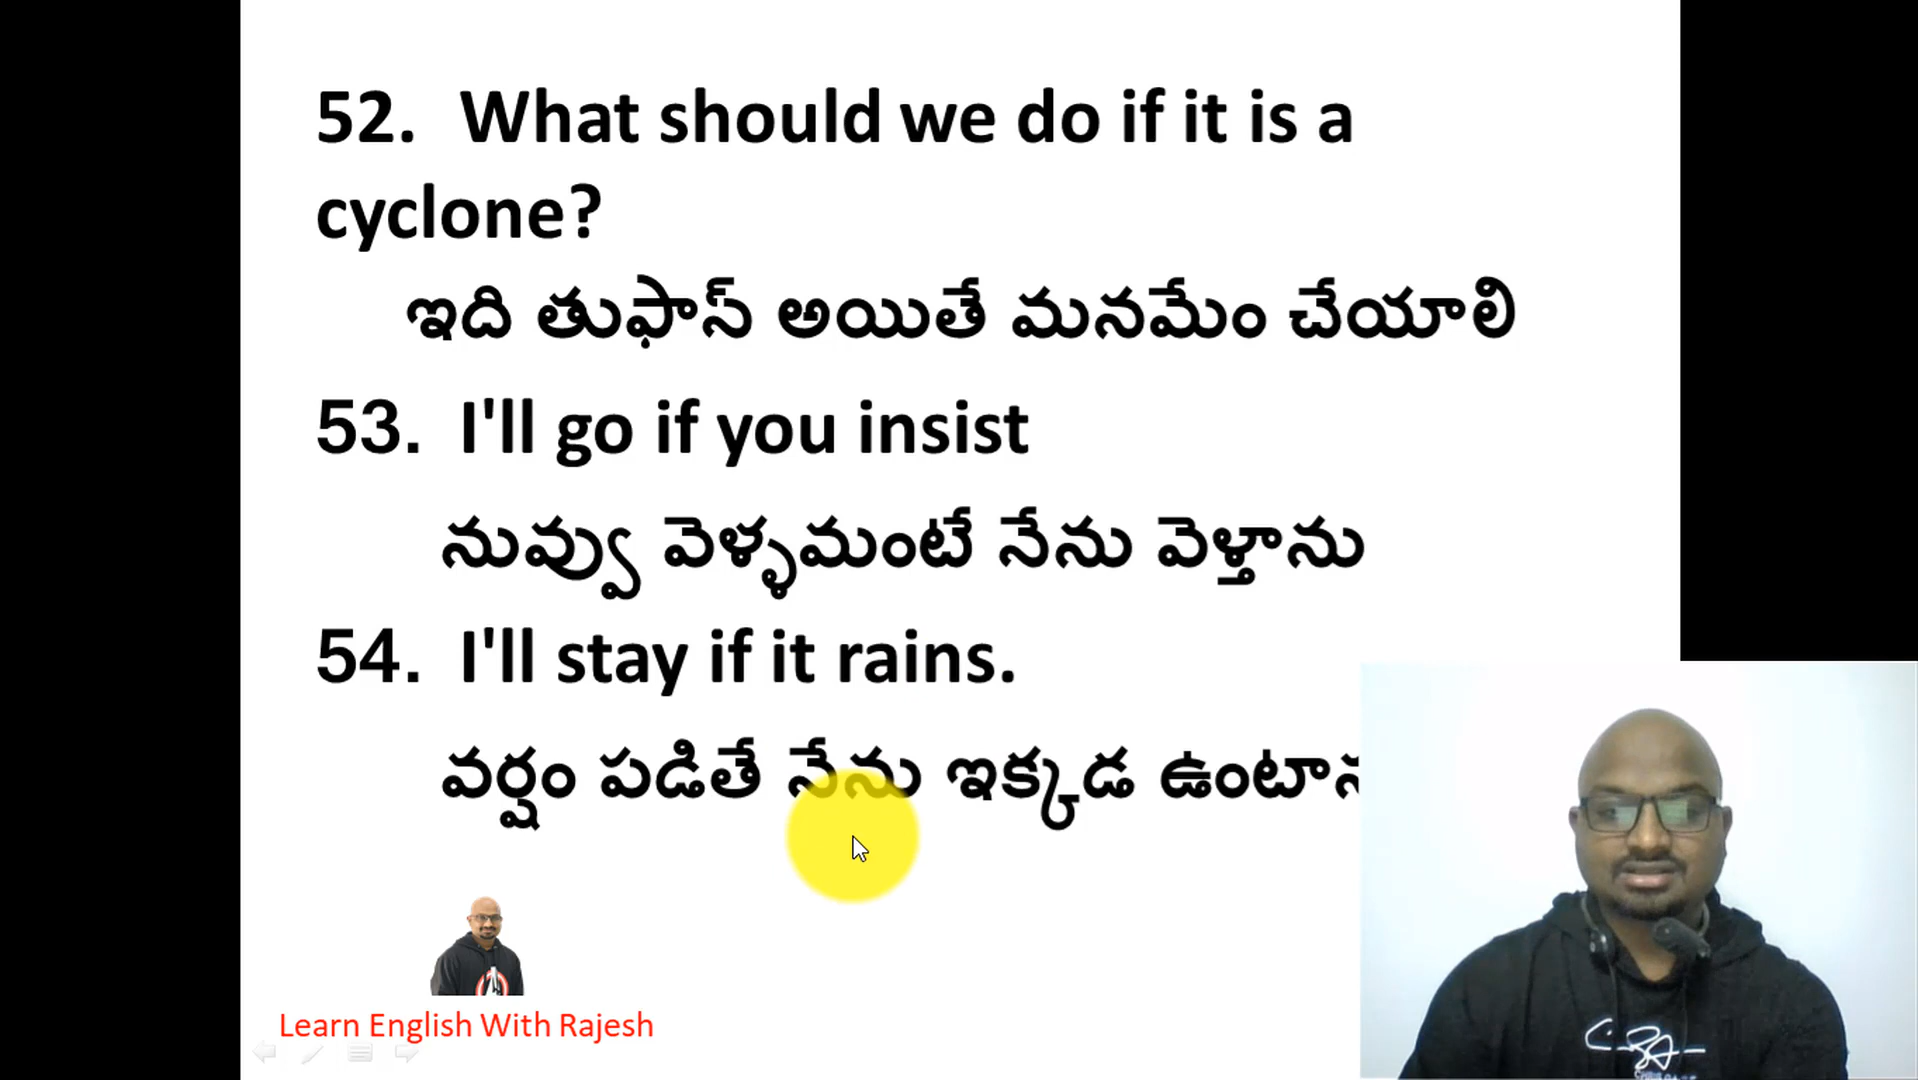 52. What should we do if it is a
cyclone?
ఇది తుఫాన్ అయితే మనమేం చేయాలి
53. I'll go if you insist
నువ్వు వెళ్ళమంటే నేను వెళ్తాను
54. I'll stay if it rains.
వర్షం పడితే నేను ఇక్కడ
Learn English With Rajesh